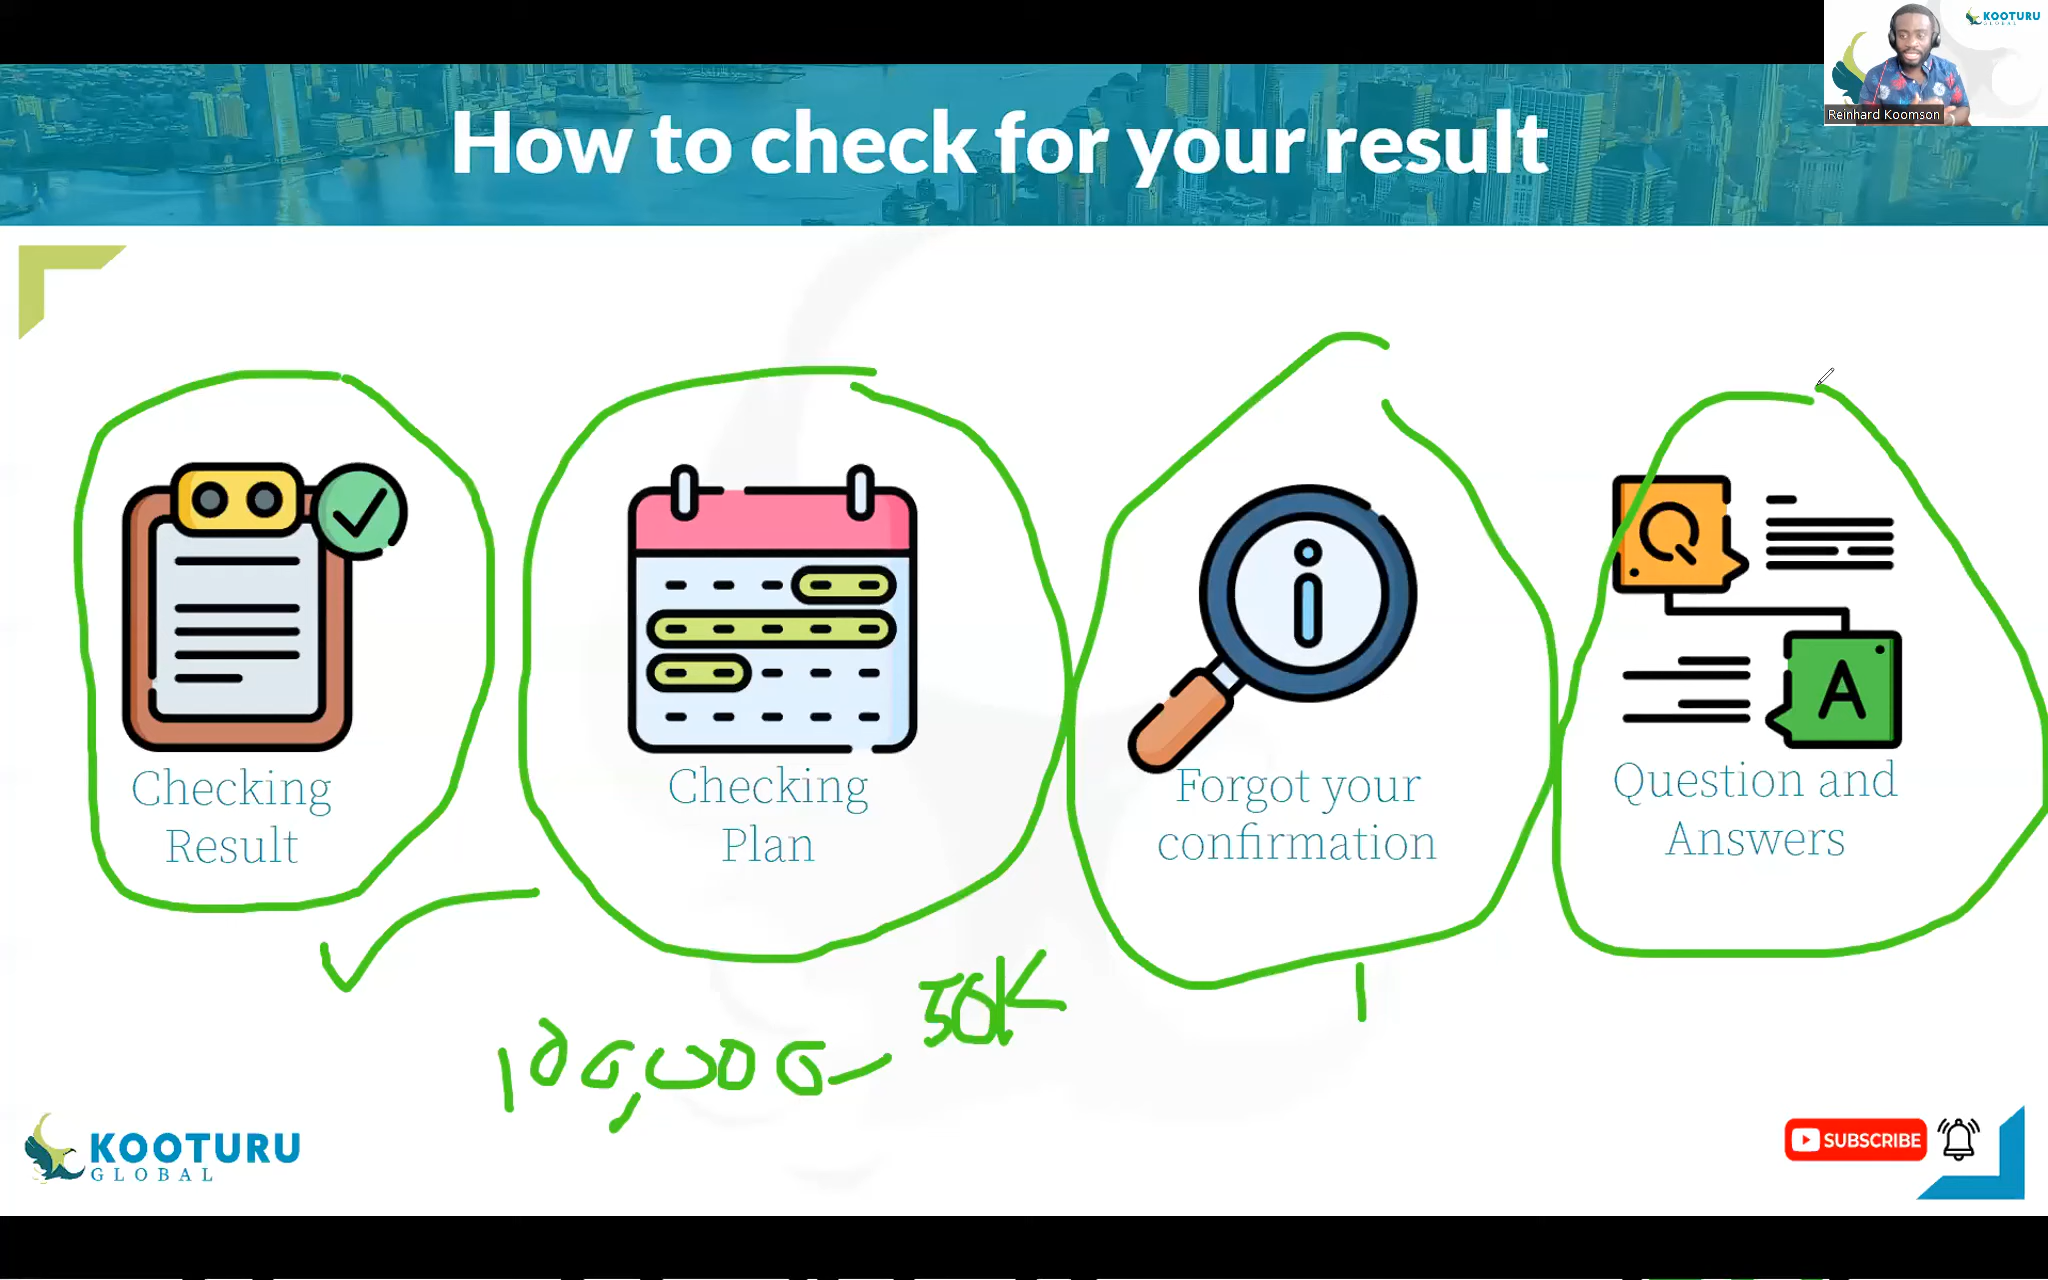 KOOTURU
GLOBAL
Reinhard Koomson
How to check for your result
Q
A
Checking
Result
Checking
Plan
Forgot your
confirmation
Question and
Answers
50K
100,000
KOOTURU
GLOBAL
SUBSCRIBE